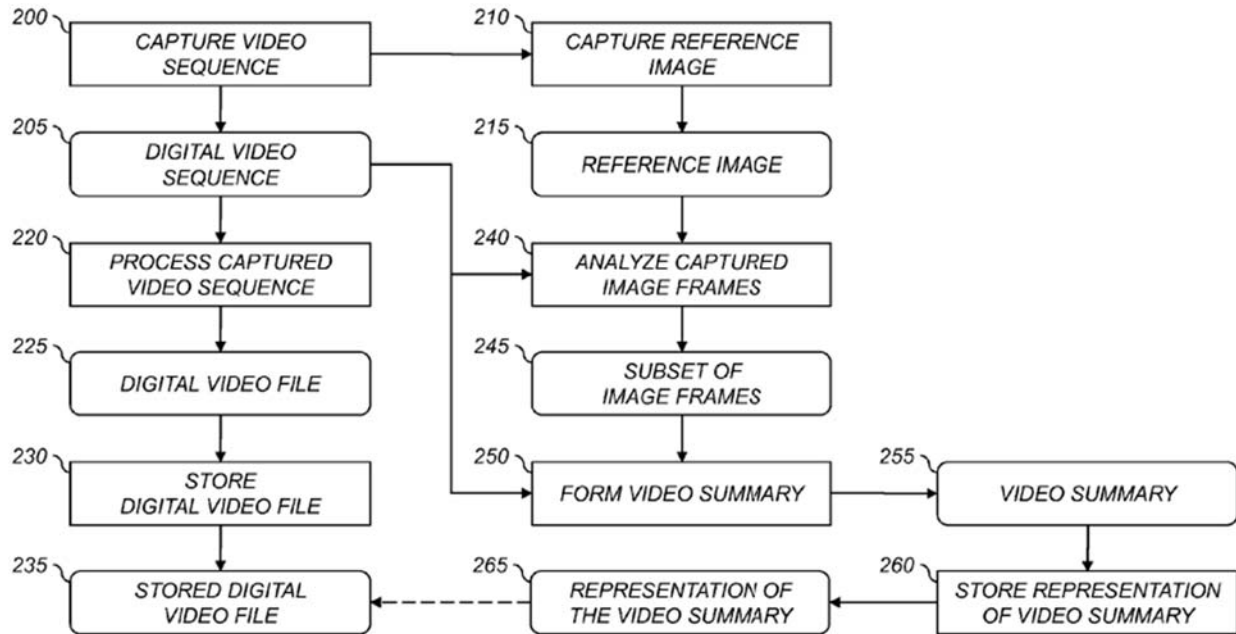 200
CAPTURE VIDEO
SEQUENCE
210
CAPTURE REFERENCE
IMAGE
205
DIGITAL VIDEO
SEQUENCE
215
REFERENCE IMAGE
220
PROCESS CAPTURED
VIDEO SEQUENCE
240
ANALYZE CAPTURED
IMAGE FRAMES
225
DIGITAL VIDEO FILE
245
SUBSET OF
IMAGE FRAMES
230
STORE
DIGITAL VIDEO FILE
250
FORM VIDEO SUMMARY
255
VIDEO SUMMARY
235
STORED DIGITAL
VIDEO FILE
265
REPRESENTATION OF
THE VIDEO SUMMARY
260
STORE REPRESENTATION
OF VIDEO SUMMARY